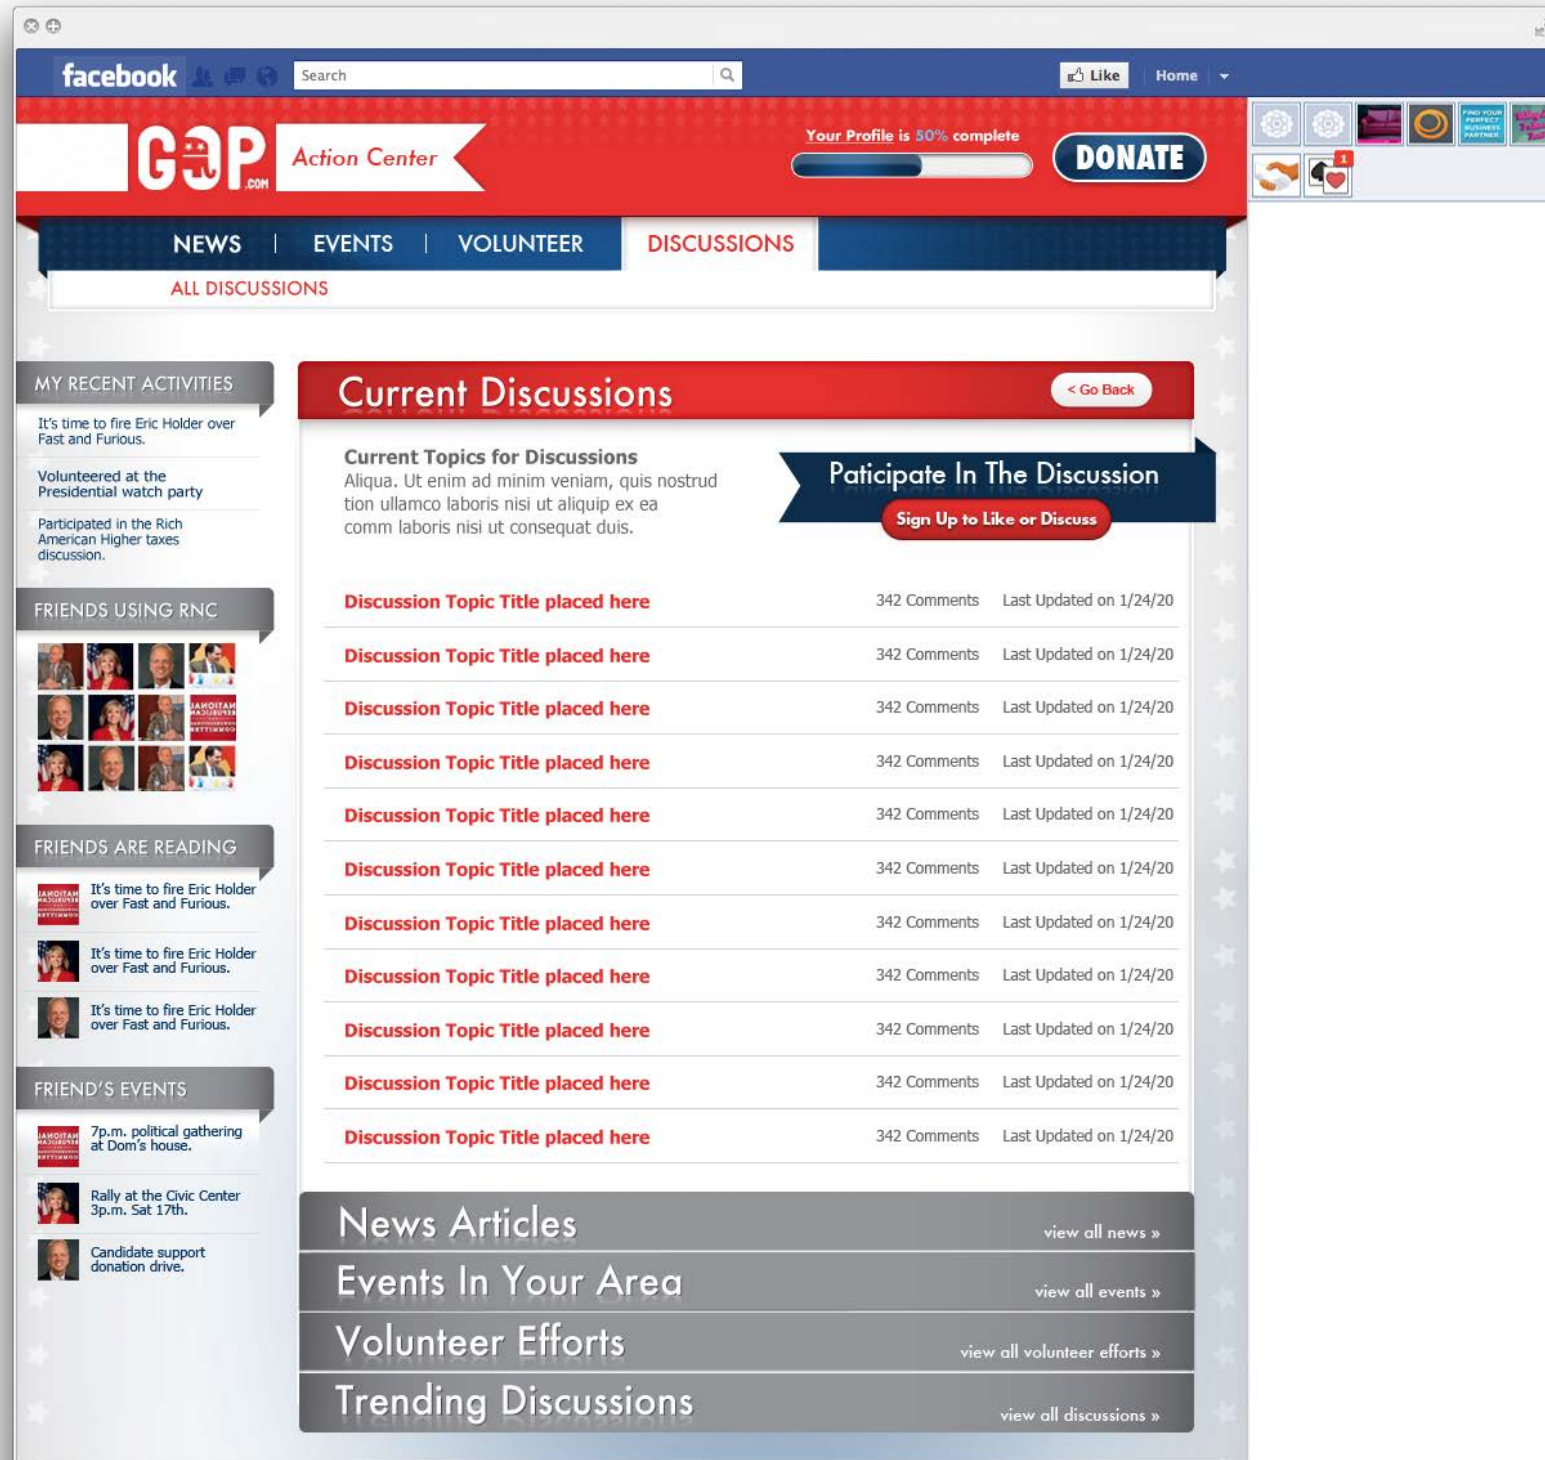 facebook
Search
Like
Home
GOP.COM
Action Center
Your Profile is 50% complete
DONATE
FIND YOUR
PERFECT
BUSINESS
PARTNER
1
NEWS
EVENTS
VOLUNTEER
DISCUSSIONS
ALL DISCUSSIONS
MY RECENT ACTIVITIES
It's time to fire Eric Holder over
Fast and Furious.
Volunteered at the
Presidential watch party
Participated in the Rich
American Higher taxes
discussion.
FRIENDS USING RNC
NATIONAL
REPUBLICAN
COMMITTEE
FRIENDS ARE READING
It's time to fire Eric Holder
over Fast and Furious.
It's time to fire Eric Holder
over Fast and Furious.
It's time to fire Eric Holder
over Fast and Furious.
FRIEND'S EVENTS
7p.m. political gathering
at Dom's house.
Rally at the Civic Center
3p.m. Sat 17th.
Candidate support
donation drive.
Current Discussions
< Go Back
Current Topics for Discussions
Aliqua. Ut enim ad minim veniam, quis nostrud
tion ullamco laboris nisi ut aliquip ex ea
comm laboris nisi ut consequat duis.
Paticipate In The Discussion
Sign Up to Like or Discuss
Discussion Topic Title placed here 342 Comments Last Updated on 1/24/20
Discussion Topic Title placed here 342 Comments Last Updated on 1/24/20
Discussion Topic Title placed here 342 Comments Last Updated on 1/24/20
Discussion Topic Title placed here 342 Comments Last Updated on 1/24/20
Discussion Topic Title placed here 342 Comments Last Updated on 1/24/20
Discussion Topic Title placed here 342 Comments Last Updated on 1/24/20
Discussion Topic Title placed here 342 Comments Last Updated on 1/24/20
Discussion Topic Title placed here 342 Comments Last Updated on 1/24/20
Discussion Topic Title placed here 342 Comments Last Updated on 1/24/20
Discussion Topic Title placed here 342 Comments Last Updated on 1/24/20
Discussion Topic Title placed here 342 Comments Last Updated on 1/24/20
News Articles
view all news »
Events In Your Area
view all events »
Volunteer Efforts
view all volunteer efforts »
Trending Discussions
view all discussions »